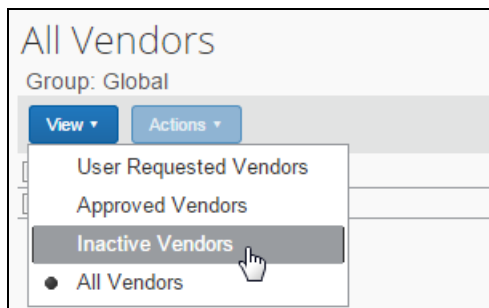 All Vendors
Group: Global
View Actions
User Requested Vendors
Approved Vendors
Inactive Vendors
All Vendors